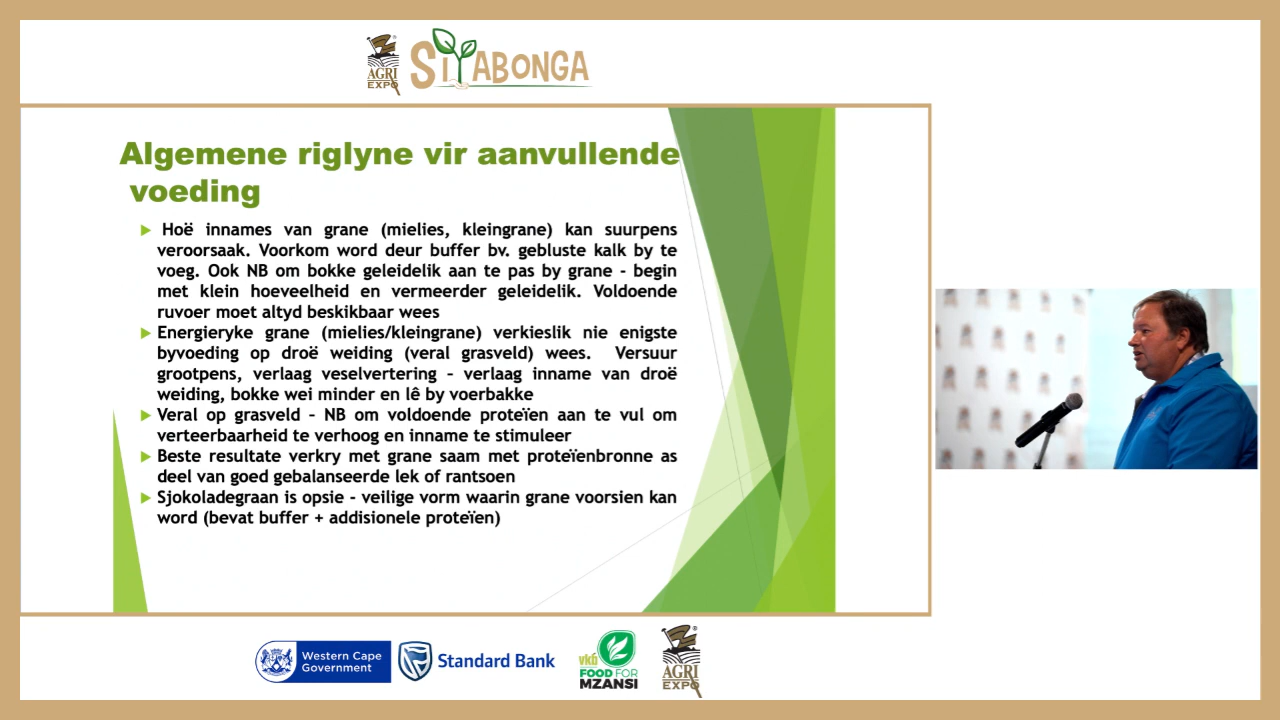 AGRI
EXPO
SIYABONGA
Algemene riglyne vir aanvullende
voeding
Hoë innames van grane (mielies, kleingrane) kan suurpens
veroorsaak. Voorkom word deur buffer bv. gebluste kalk by te
voeg. Ook NB om bokke geleidelik aan te pas by grane - begin
met klein hoeveelheid en vermeerder geleidelik. Voldoende
ruvoer moet altyd beskikbaar wees
Energieryke grane (mielies/kleingrane) verkieslik nie enigste
byvoeding op droë weiding (veral grasveld) wees. Versuur
grootpens, verlaag veselvertering – verlaag inname van droë
weiding, bokke wei minder en lê by voerbakke
Veral op grasveld – NB om voldoende proteïen aan te vul om
verteerbaarheid te verhoog en inname te stimuleer
Beste resultate verkry met grane saam met proteïenbronne as
deel van goed gebalanseerde lek of rantsoen
Sjokoladegraan is opsie - veilige vorm waarin grane voorsien kan
word (bevat buffer + addisionele proteïen)
Western Cape
Government
Standard Bank
vkb
FOOD FOR
MZANSI
AGRI
EXPO